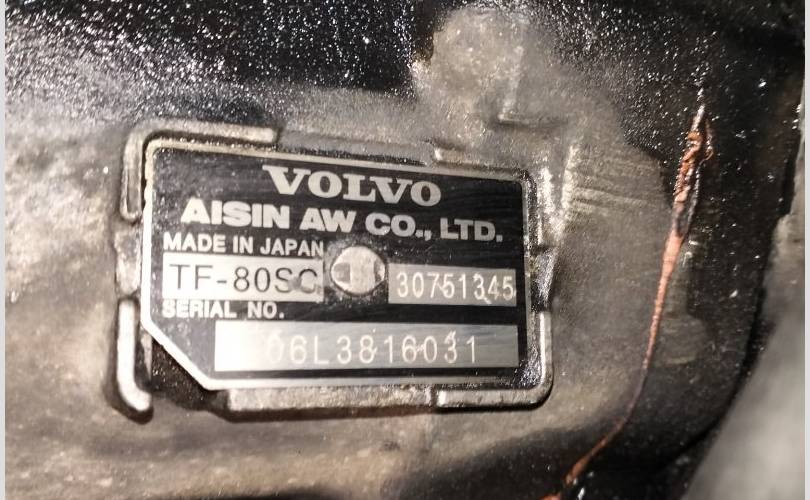 VOLVO
AISIN AW CO., LTD.
MADE IN JAPAN
TF-80SC 30751345
SERIAL NO.
06L3816031